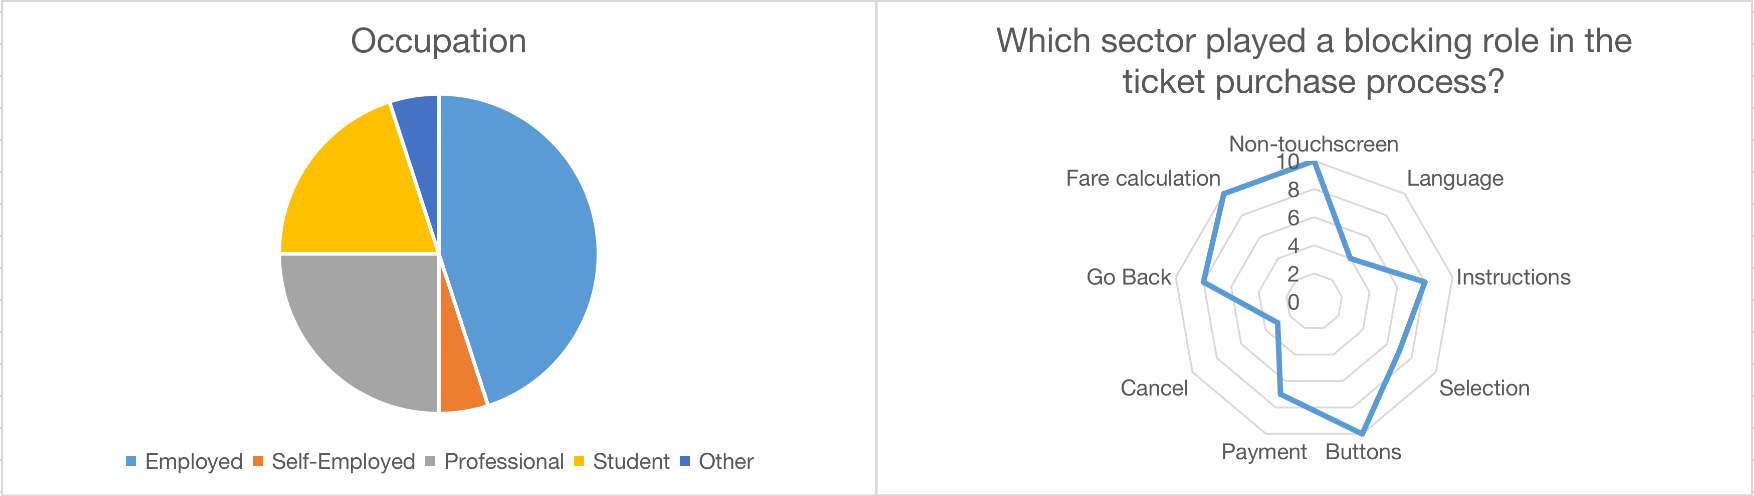 Occupation
Employed Self-Employed Professional Student Other
Which sector played a blocking role in the
ticket purchase process?
Non-touchscreen
10
Fare calculation
Language
8
6
4
Go Back
2
Instructions
0
Cancel
Selection
Payment
Buttons